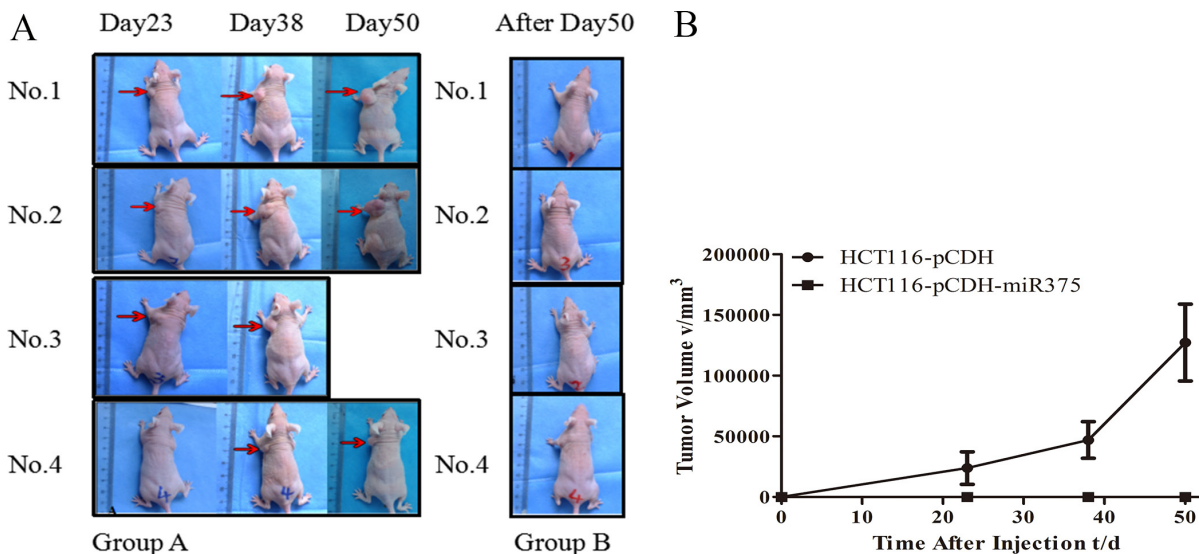 A
Day23 Day38 Day50 After Day50
No.1 No.1
No.2 No.2
No.3 No.3
No.4 No.4
Group A Group B
B
HCT116-pCDH
HCT116-pCDH-miR375
Tumor Volume v/mm³
200000
150000
100000
50000
0
0 10 20 30 40 50
Time After Injection t/d